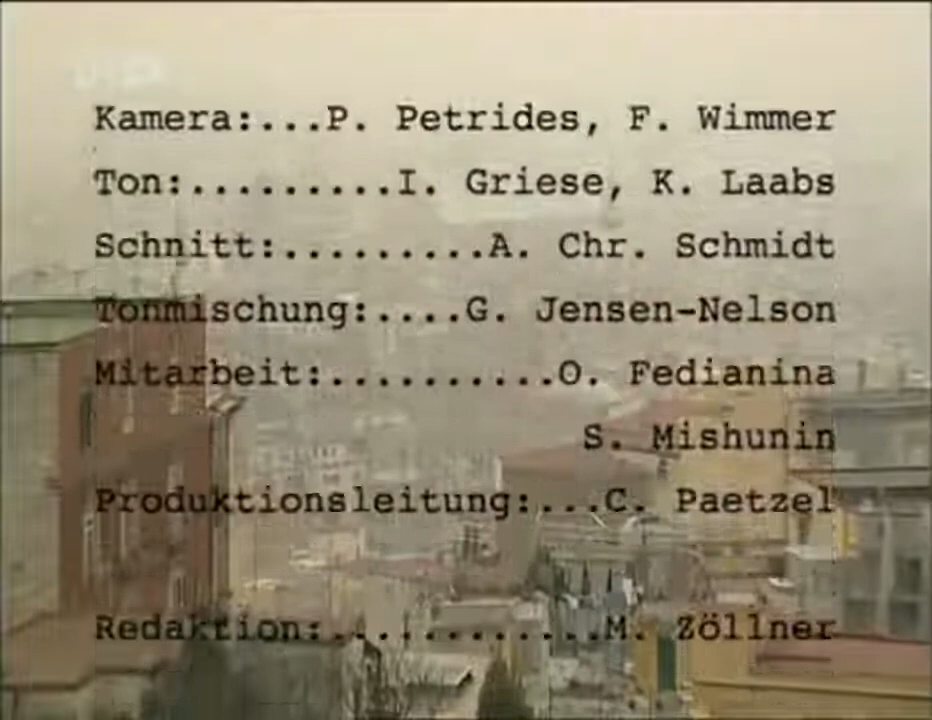 Kamera:...P. Petrides, F. Wimmer
Ton:.........I. Griese, K. Laabs
Schnitt:.........A. Chr. Schmidt
Tonmischung:....G. Jensen-Nelson
Mitarbeit:..........O. Fedianina
S. Mishunin
Produktionsleitung:...C. Paetzel
Redaktion:............M. Zöllner